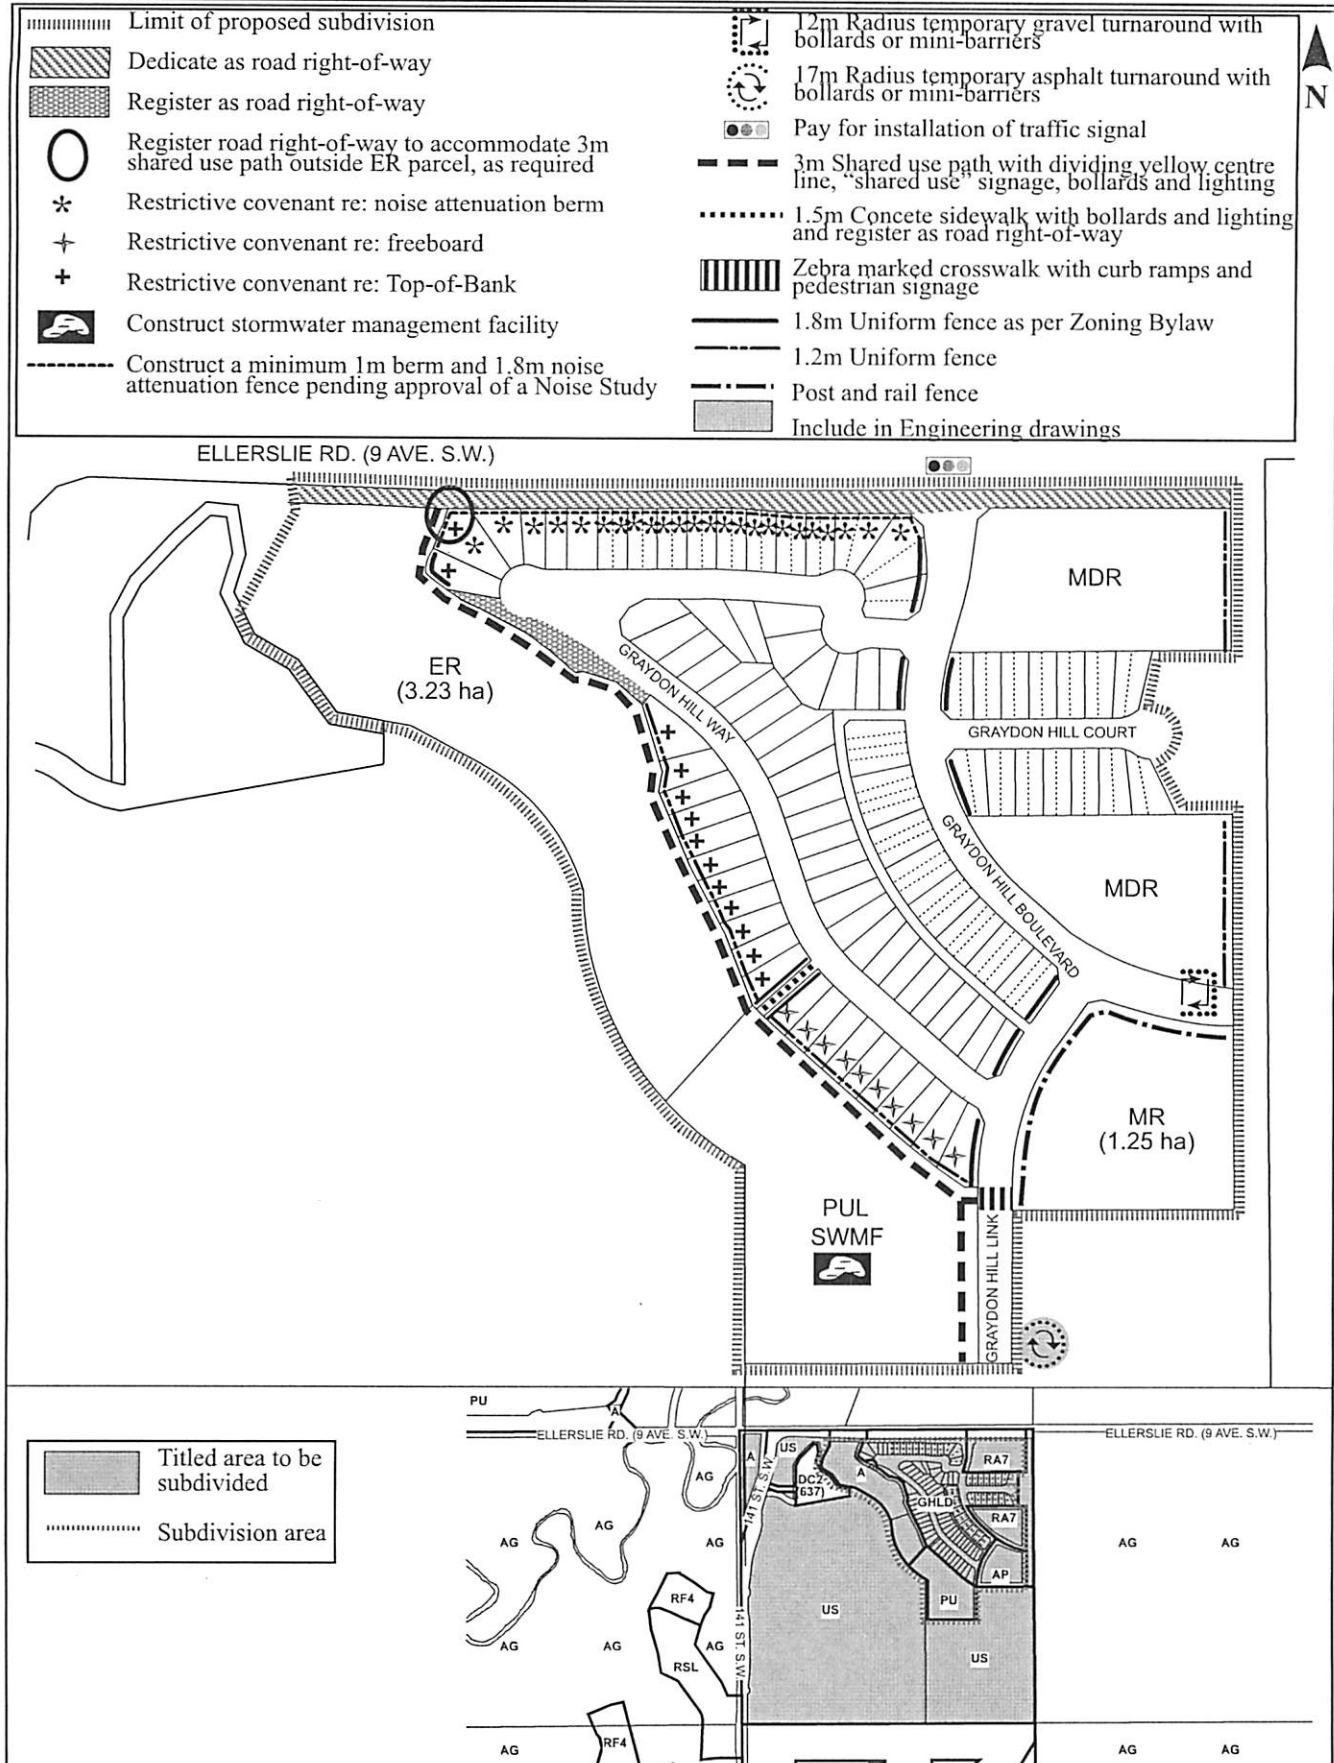 Limit of proposed subdivision
Dedicate as road right-of-way
Register as road right-of-way
Register road right-of-way to accommodate 3m
shared use path outside ER parcel, as required
Restrictive covenant re: noise attenuation berm
Restrictive convenant re: freeboard
Restrictive convenant re: Top-of-Bank
Construct stormwater management facility
Construct a minimum 1m berm and 1.8m noise
attenuation fence pending approval of a Noise Study
12m Radius temporary gravel turnaround with
bollards or mini-barriers
17m Radius temporary asphalt turnaround with
bollards or mini-barriers
Pay for installation of traffic signal
3m Shared use path with dividing yellow centre
line, “shared use” signage, bollards and lighting
1.5m Concete sidewalk with bollards and lighting
and register as road right-of-way
Zebra marked crosswalk with curb ramps and
pedestrian signage
1.8m Uniform fence as per Zoning Bylaw
1.2m Uniform fence
Post and rail fence
Include in Engineering drawings
N
ELLERSLIE RD. (9 AVE. S.W.)
MDR
ER
(3.23 ha)
GRAYDON HILL WAY
GRAYDON HILL COURT
GRAYDON HILL BOULEVARD
MDR
MR
(1.25 ha)
PUL
SWMF
GRAYDON HILL LINK
Titled area to be
subdivided
Subdivision area
PU
A
ELLERSLIE RD. (9 AVE. S.W.)
ELLERSLIE RD. (9 AVE. S.W.)
A
US
141 ST. S.W.
DC2
(637)
A
RA7
GHLD
RA7
AP
PU
AG
AG
AG
AG
AG
AG
RF4
US
141 ST. S.W.
AG
AG
AG
RSL
US
RF4
AG
AG
AG